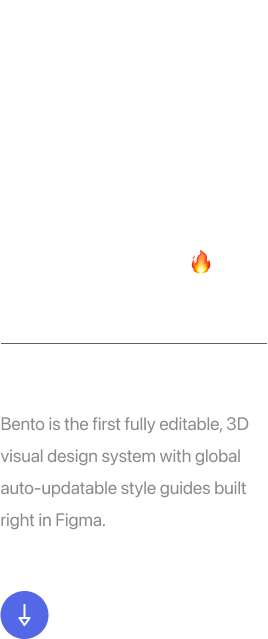 🔥
Bento is the first fully editable, 3D
visual design system with global
auto-updatable style guides built
right in Figma.